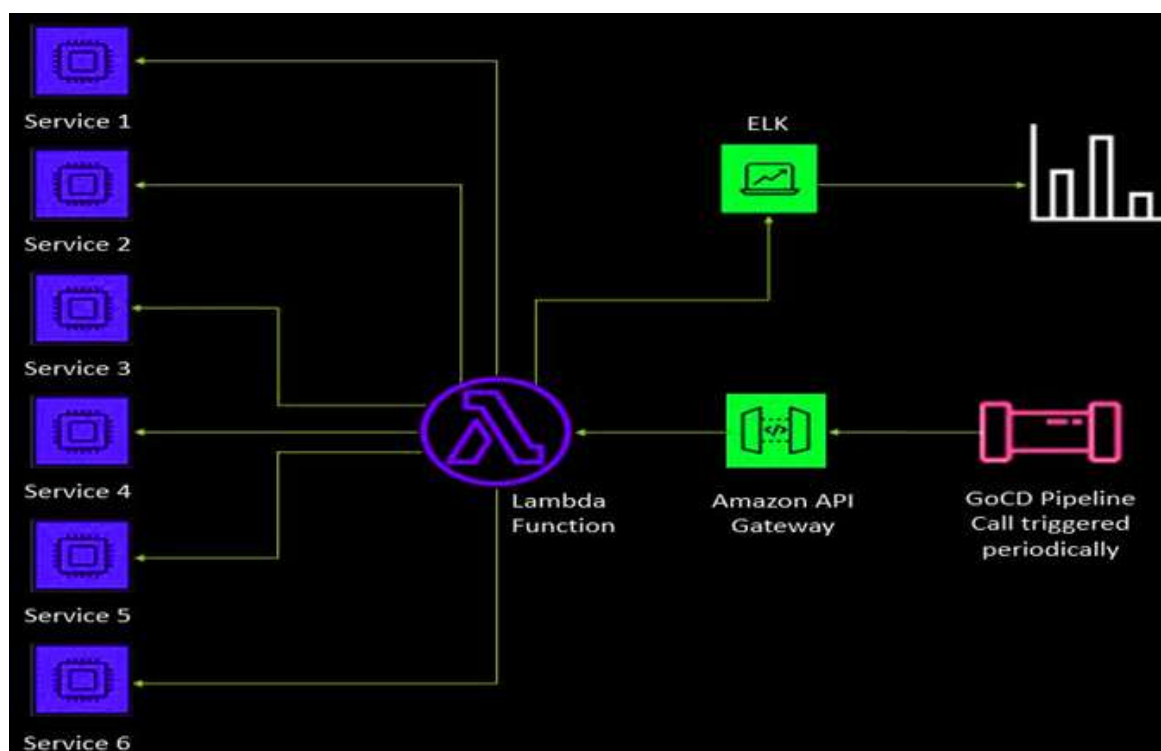 Service 1
Service 2
Service 3
Service 4
Service 5
Service 6
ELK
Lambda
Function
Amazon API
Gateway
GoCD Pipeline
Call triggered
periodically